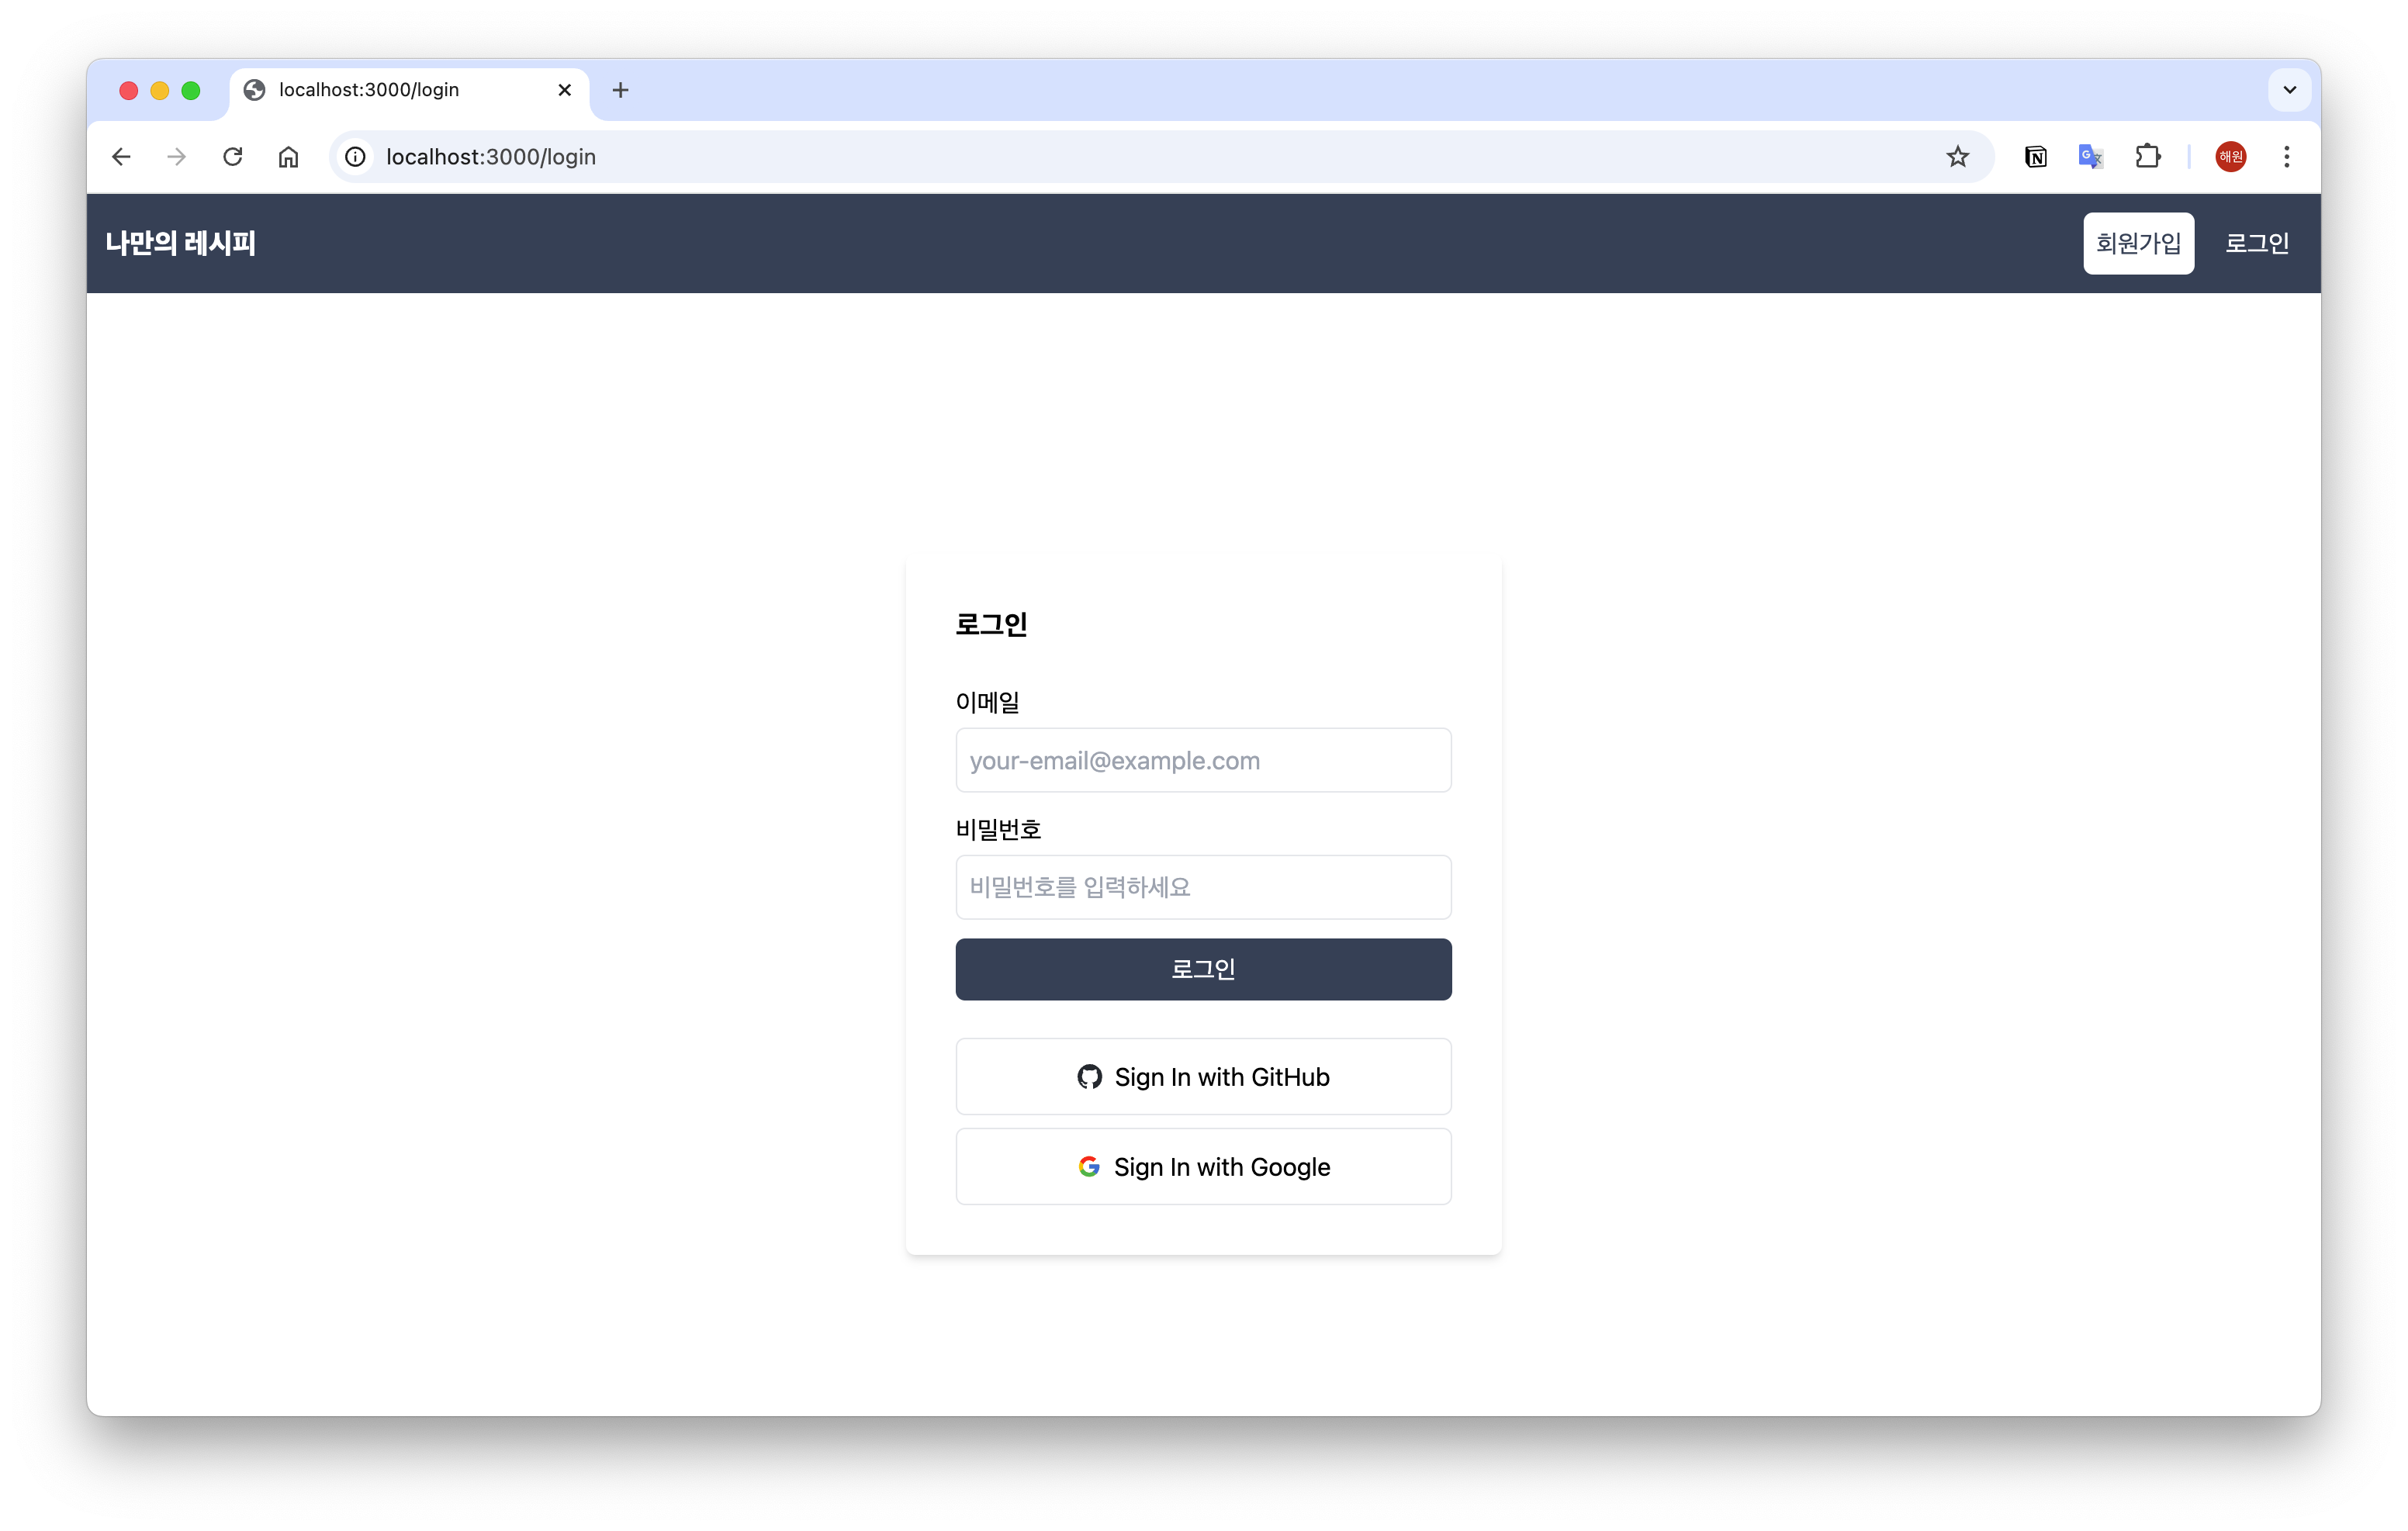 localhost:3000/login
localhost:3000/login
해원
나만의 레시피
회원가입
로그인
로그인
이메일
your-email@example.com
비밀번호
비밀번호를 입력하세요
로그인
Sign In with GitHub
Sign In with Google